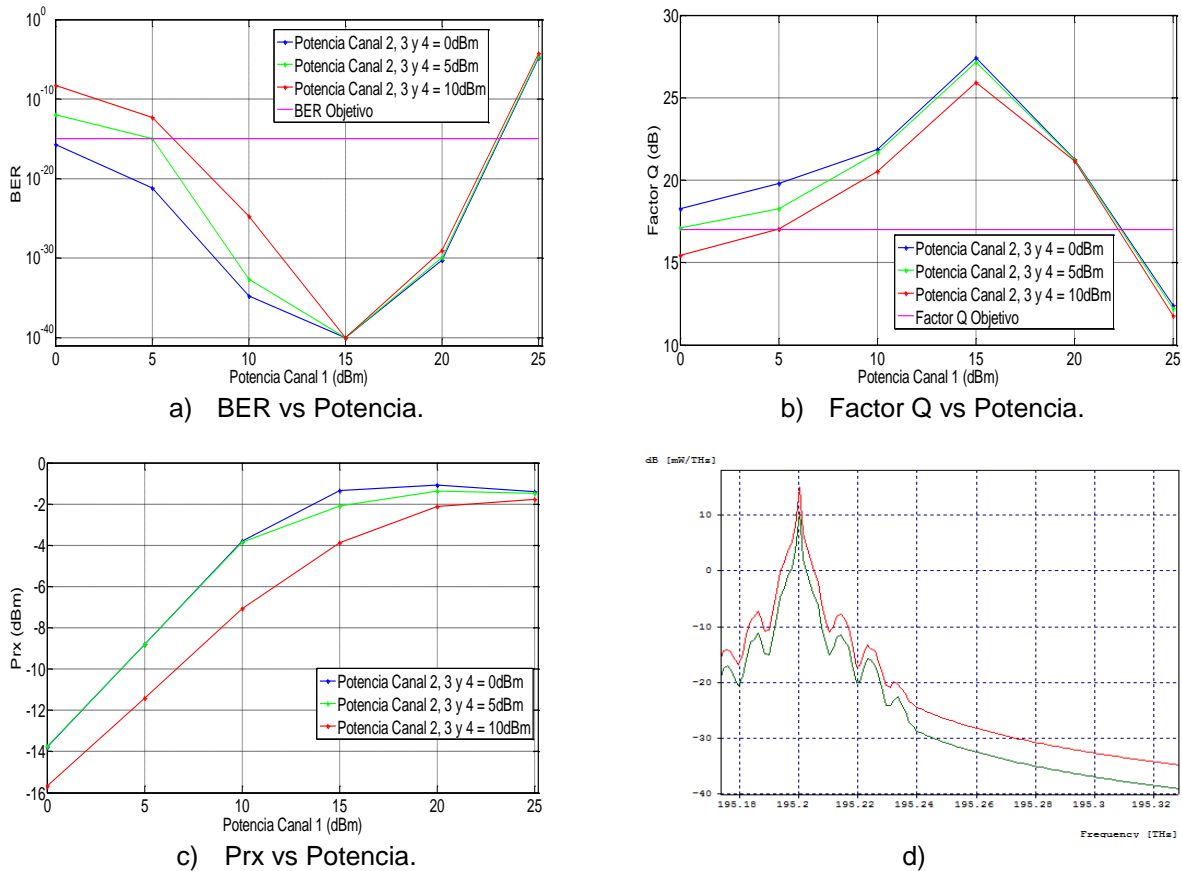 10^0
10^-10
10^-20
10^-30
10^-40
BER
Potencia Canal 2, 3 y 4 = 0dBm
Potencia Canal 2, 3 y 4 = 5dBm
Potencia Canal 2, 3 y 4 = 10dBm
BER Objetivo
0 5 10 15 20 25
Potencia Canal 1 (dBm)
a) BER vs Potencia.
30
25
20
15
10
Factor Q (dB)
Potencia Canal 2, 3 y 4 = 0dBm
Potencia Canal 2, 3 y 4 = 5dBm
Potencia Canal 2, 3 y 4 = 10dBm
Factor Q Objetivo
0 5 10 15 20 25
Potencia Canal 1 (dBm)
b) Factor Q vs Potencia.
0
-2
-4
-6
-8
-10
-12
-14
-16
Prx (dBm)
Potencia Canal 2, 3 y 4 = 0dBm
Potencia Canal 2, 3 y 4 = 5dBm
Potencia Canal 2, 3 y 4 = 10dBm
0 5 10 15 20 25
Potencia Canal 1 (dBm)
c) Prx vs Potencia.
dB [mW/THz]
10
0
-10
-20
-30
-40
195.18 195.2 195.22 195.24 195.26 195.28 195.3 195.32
Frequency [THz]
d)